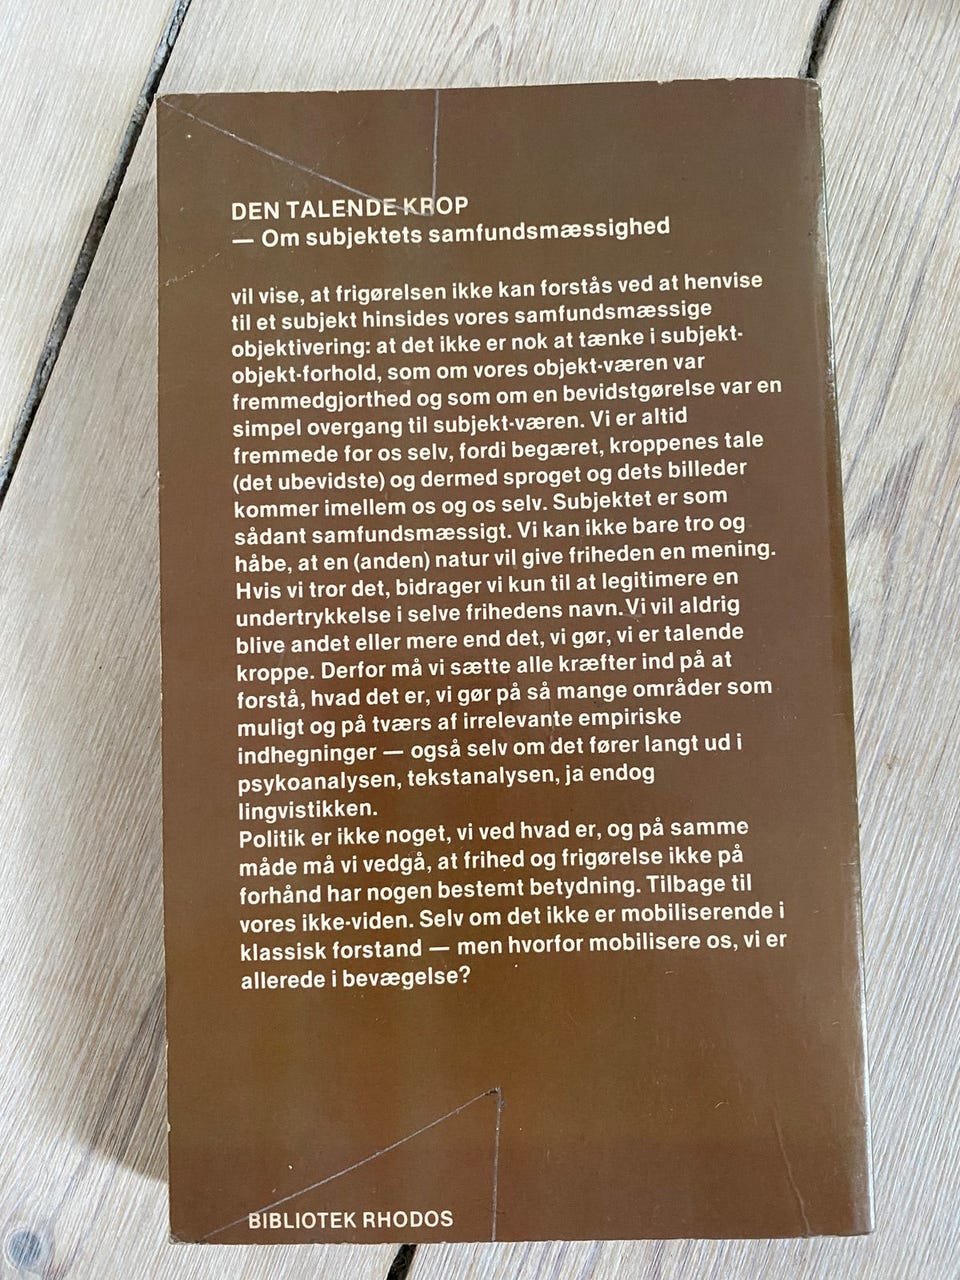 DEN TALENDE KROP
— Om subjektets samfundsmæssighed
vil vise, at frigørelsen ikke kan forstås ved at henvise
til et subjekt hinsides vores samfundsmæssige
objektivering: at det ikke er nok at tænke i subjekt-
objekt-forhold, som om vores objekt-væren var
fremmedgjorthed og som om en bevidstgørelse var en
simpel overgang til subjekt-væren. Vi er altid
fremmede for os selv, fordi begæret, kroppenes tale
(det ubevidste) og dermed sproget og dets billeder
kommer imellem os og os selv. Subjektet er som
sådant samfundsmæssigt. Vi kan ikke bare tro og
håbe, at en (anden) natur vil give friheden en mening.
Hvis vi tror det, bidrager vi kun til at legitimere en
undertrykkelse i selve frihedens navn. Vi vil aldrig
blive andet eller mere end det, vi gør, vi er talende
kroppe. Derfor må vi sætte alle kræfter ind på at
forstå, hvad det er, vi gør på så mange områder som
muligt og på tværs af irrelevante empiriske
indhegninger — også selv om det fører langt ud i
psykoanalysen, tekstanalysen, ja endog
lingvistikken.
Politik er ikke noget, vi ved hvad er, og på samme
måde må vi vedgå, at frihed og frigørelse ikke på
forhånd har nogen bestemt betydning. Tilbage til
vores ikke-viden. Selv om det ikke er mobiliserende i
klassisk forstand — men hvorfor mobilisere os, vi er
allerede i bevægelse?
BIBLIOTEK RHODOS